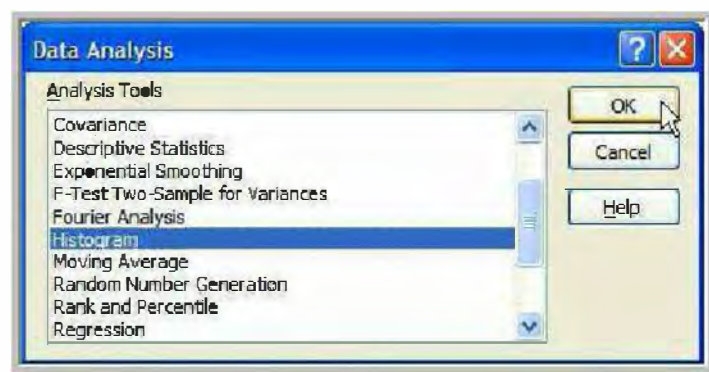 Data Analysis
Analysis Tools
Covariance
Descriptive Statistics
Exponential Smoothing
F-Test Two-Sample for Variances
Fourier Analysis
Histogram
Moving Average
Random Number Generation
Rank and Percentile
Regression
OK
Cancel
Help